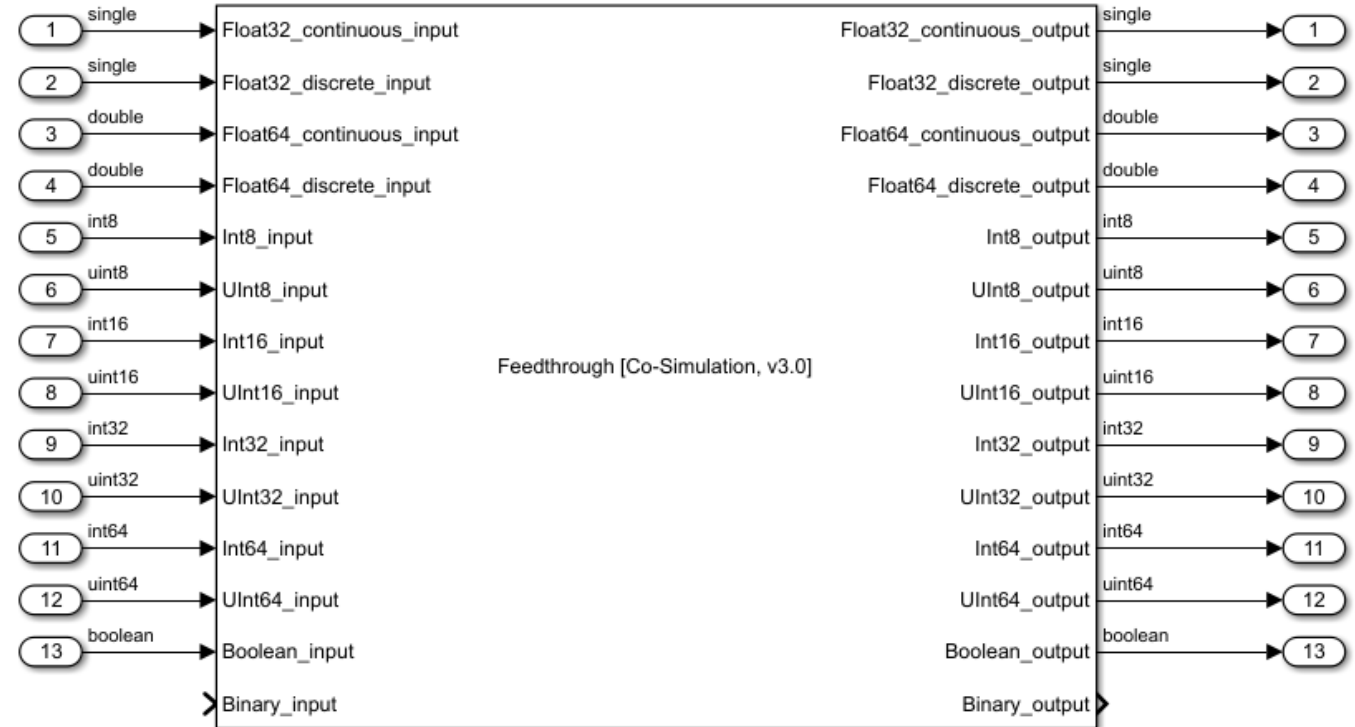 single single
1 Float32_continuous_input Float32_continuous_output 1
single single
2 Float32_discrete_input Float32_discrete_output 2
double double
3 Float64_continuous_input Float64_continuous_output 3
double double
4 Float64_discrete_input Float64_discrete_output 4
int8 int8
5 Int8_input Int8_output 5
uint8 uint8
6 UInt8_input UInt8_output 6
int16 int16
7 Int16_input Int16_output 7
Feedthrough [Co-Simulation, v3.0]
uint16 uint16
8 UInt16_input UInt16_output 8
int32 int32
9 Int32_input Int32_output 9
uint32 uint32
10 UInt32_input UInt32_output 10
int64 int64
11 Int64_input Int64_output 11
uint64 uint64
12 UInt64_input UInt64_output 12
boolean boolean
13 Boolean_input Boolean_output 13
Binary_input Binary_output